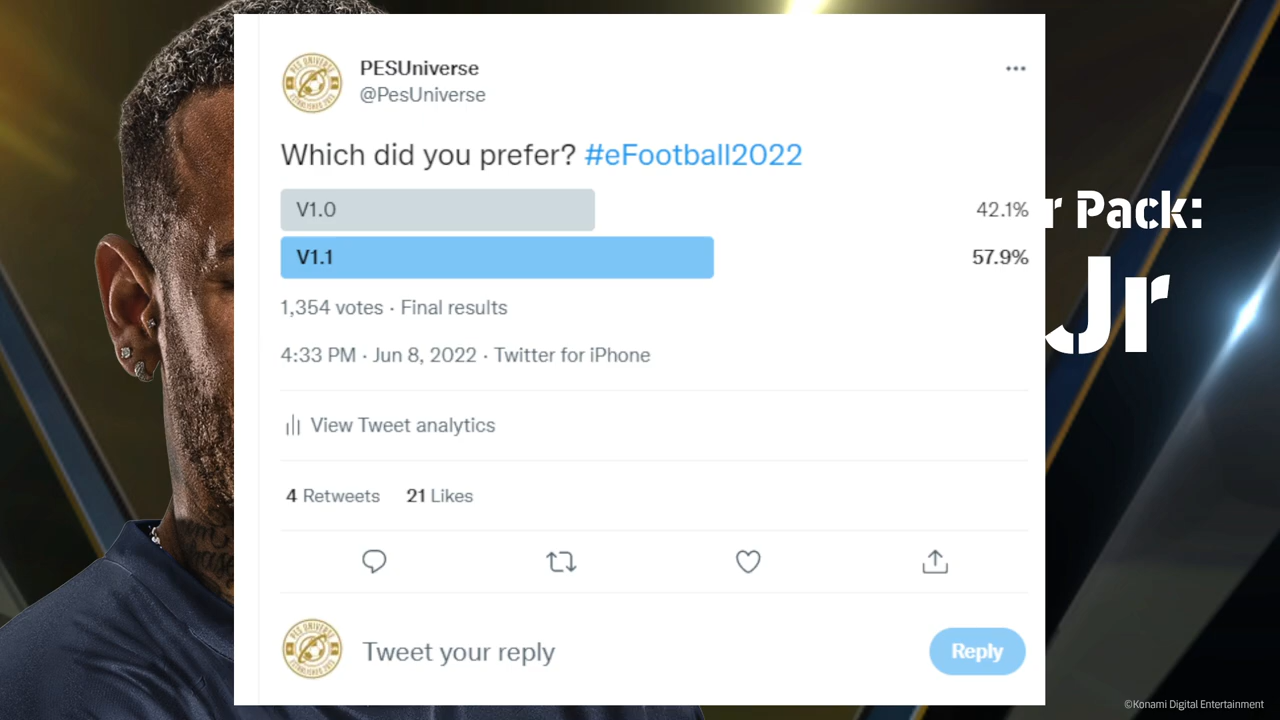 PESUniverse
@PesUniverse
Which did you prefer? #eFootball2022
V1.0 42.1%
V1.1 57.9%
1,354 votes · Final results
4:33 PM · Jun 8, 2022 · Twitter for iPhone
View Tweet analytics
4 Retweets 21 Likes
PES UNIVERSE
Tweet your reply
Reply
r Pack:
Jr
©Konami Digital Entertainment